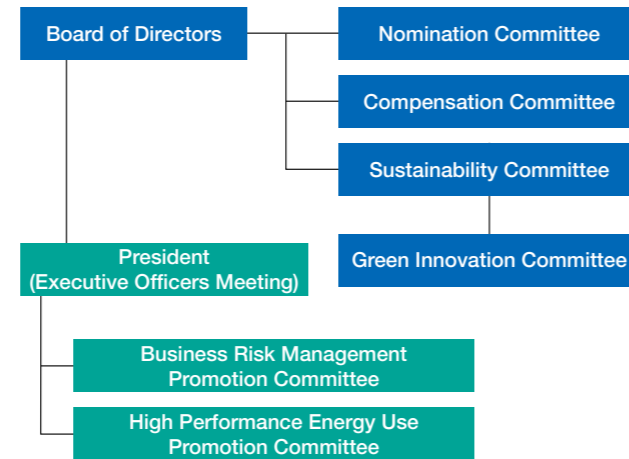 Board of Directors
Nomination Committee
Compensation Committee
Sustainability Committee
Green Innovation Committee
President
(Executive Officers Meeting)
Business Risk Management
Promotion Committee
High Performance Energy Use
Promotion Committee